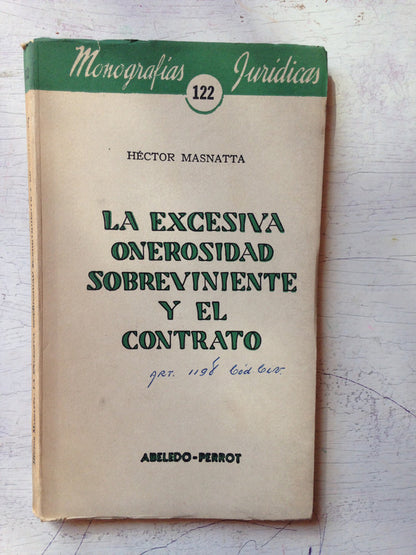 Monografías Jurídicas
122
HÉCTOR MASNATTA
LA EXCESIVA
ONEROSIDAD
SOBREVINIENTE
Y EL
CONTRATO
ART. 1198 Cód Civ.
ABELEDO-PERROT